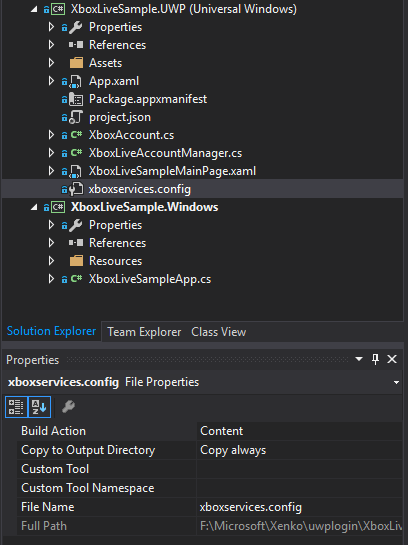 XboxLiveSample.UWP (Universal Windows)
Properties
References
Assets
App.xaml
Package.appxmanifest
project.json
XboxAccount.cs
XboxLiveAccountManager.cs
XboxLiveSampleMainPage.xaml
xboxservices.config
XboxLiveSample.Windows
Properties
References
Resources
XboxLiveSampleApp.cs
Solution Explorer Team Explorer Class View
Properties
xboxservices.config File Properties
Build Action Content
Copy to Output Directory Copy always
Custom Tool
Custom Tool Namespace
File Name xboxservices.config
Full Path F:\Microsoft\Xenko\uwplogin\XboxLiv